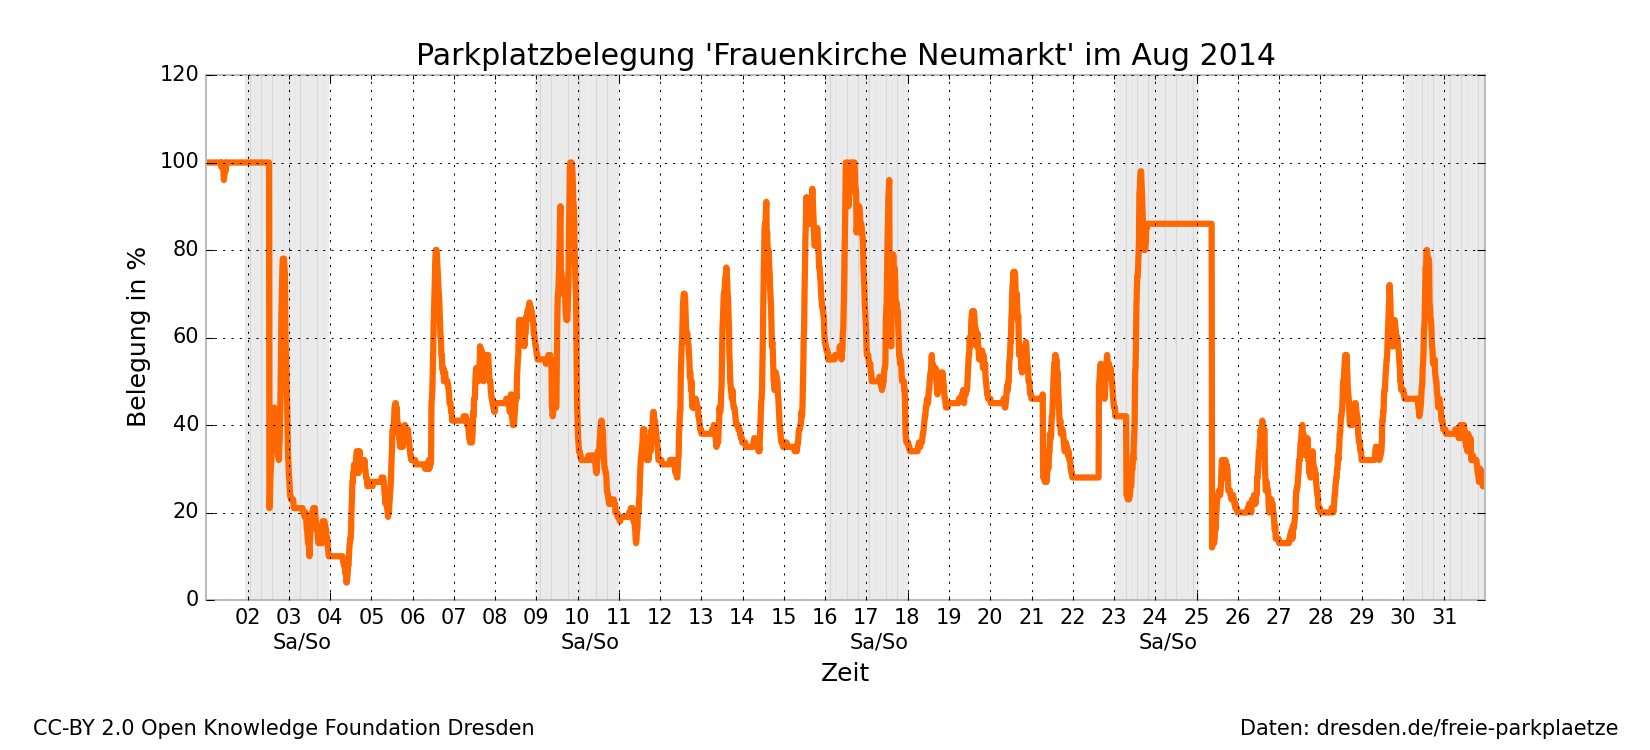 Parkplatzbelegung 'Frauenkirche Neumarkt' im Aug 2014
120
100
80
60
40
20
0
Belegung in %
02 03 04 05 06 07 08 09 10 11 12 13 14 15 16 17 18 19 20 21 22 23 24 25 26 27 28 29 30 31
Sa/So Sa/So Sa/So Sa/So
Zeit
CC-BY 2.0 Open Knowledge Foundation Dresden
Daten: dresden.de/freie-parkplaetze